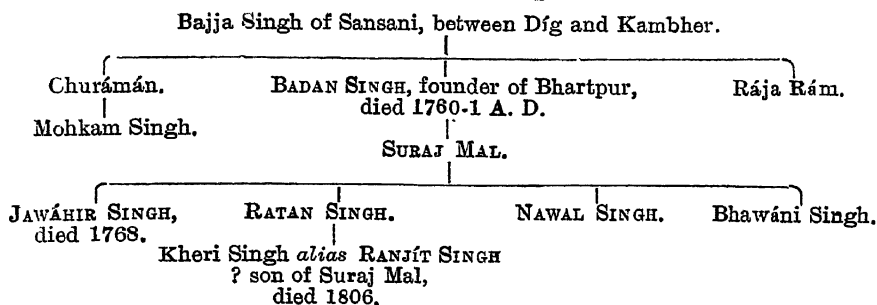 Bajja Singh of Sansani, between Díg and Kambher.
Churámán. BADAN SINGH, founder of Bhartpur, Rája Rám.
died 1760-1 A. D.
Mohkam Singh.
SURAJ MAL.
JAWÁHIR SINGH, RATAN SINGH. NAWAL SINGH. Bhawáni Singh.
died 1768.
Kheri Singh alias RANJÍT SINGH
? son of Suraj Mal,
died 1806.